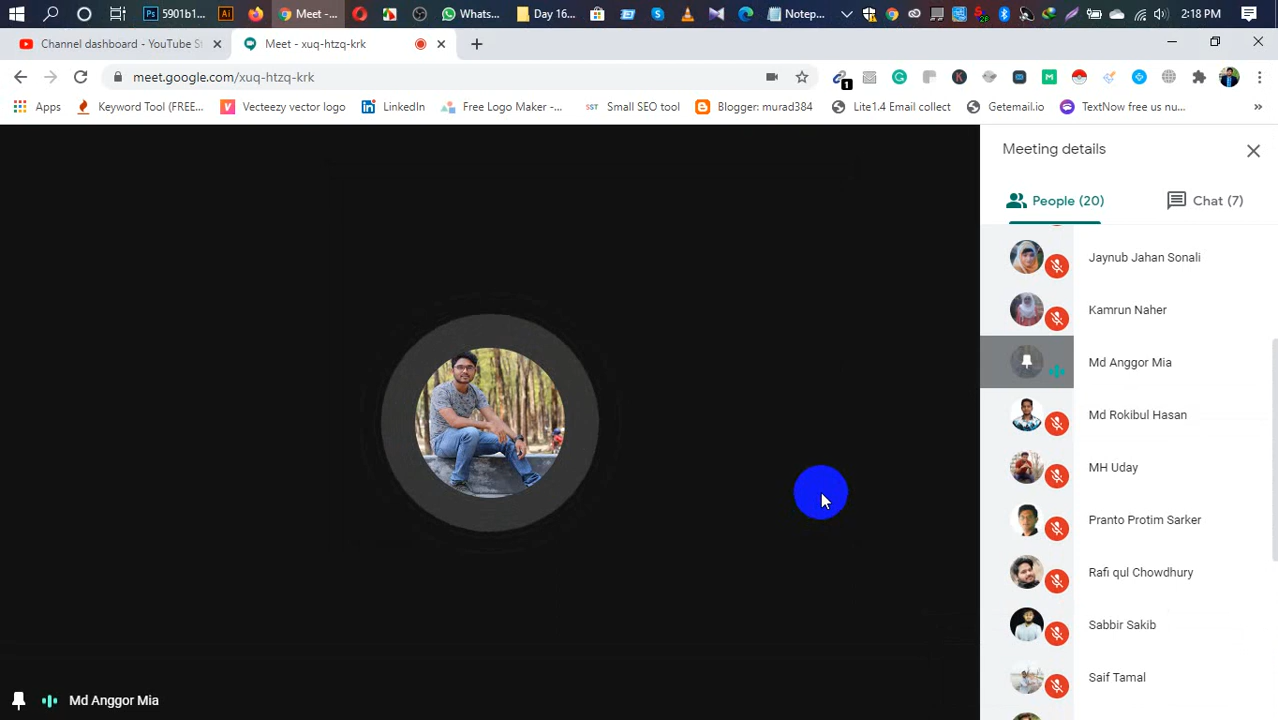 5901b1...
Meet -...
Whats...
Day 16...
Notep...
2:18 PM
Channel dashboard - YouTube S
Meet - xuq-htzq-krk
meet.google.com/xuq-htzq-krk
1
Apps
Keyword Tool (FREE...
Vecteezy vector logo
LinkedIn
Free Logo Maker -...
SST Small SEO tool
Blogger: murad384
Lite1.4 Email collect
Getemail.io
TextNow free us nu...
Meeting details
People (20)
Chat (7)
Jaynub Jahan Sonali
Kamrun Naher
Md Anggor Mia
Md Rokibul Hasan
MH Uday
Pranto Protim Sarker
Rafi qul Chowdhury
Sabbir Sakib
Saif Tamal
Md Anggor Mia